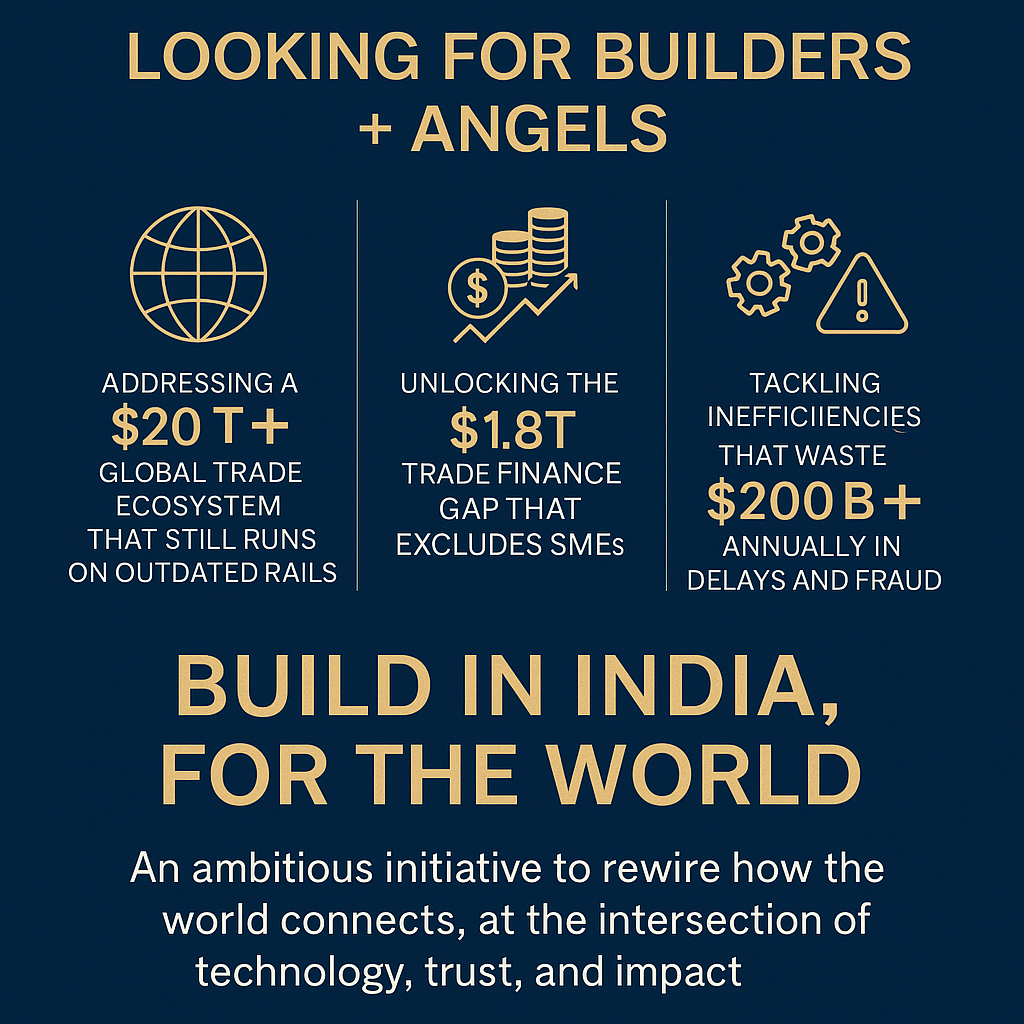 LOOKING FOR BUILDERS
+ ANGELS
$
ADDRESSING A
$20 T+
GLOBAL TRADE
ECOSYSTEM
THAT STILL RUNS
ON OUTDATED RAILS
UNLOCKING THE
$1.8T
TRADE FINANCE
GAP THAT
EXCLUDES SMEs
TACKLING
INEFFICIIENCIES
THAT WASTE
$200 B+
ANNUALLY IN
DELAYS AND FRAUD
BUILD IN INDIA,
FOR THE WORLD
An ambitious initiative to rewire how the
world connects, at the intersection of
technology, trust, and impact